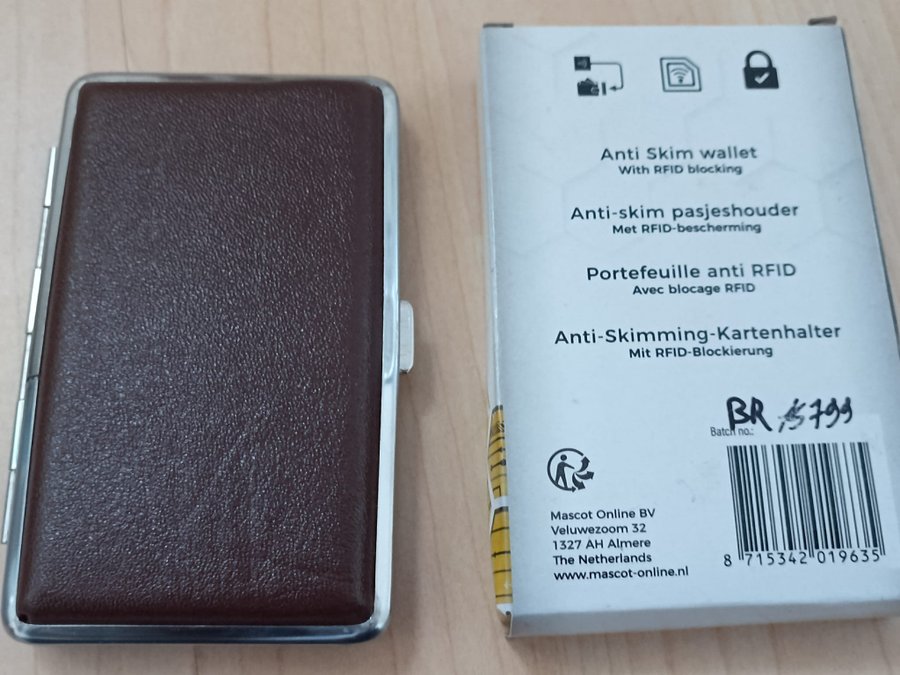 Anti Skim wallet
With RFID blocking
Anti-skim pasjeshouder
Met RFID-bescherming
Portefeuille anti RFID
Avec blocage RFID
Anti-Skimming-Kartenhalter
Mit RFID-Blockierung
BR 15799
Batch no.:
Mascot Online BV
Veluwezoom 32
1327 AH Almere
The Netherlands
www.mascot-online.nl
8 715342 019635